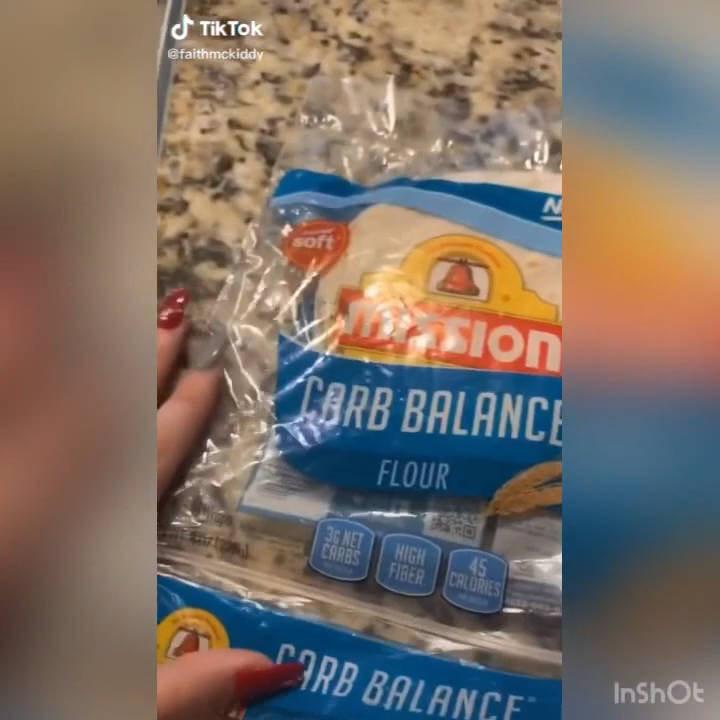 TikTok
@faithmckiddy
soft
MISSION
CARB BALANCE
FLOUR
3G NET
CARBS
HIGH
FIBER
45
CALORIES
CARB BALANCE
InShOt